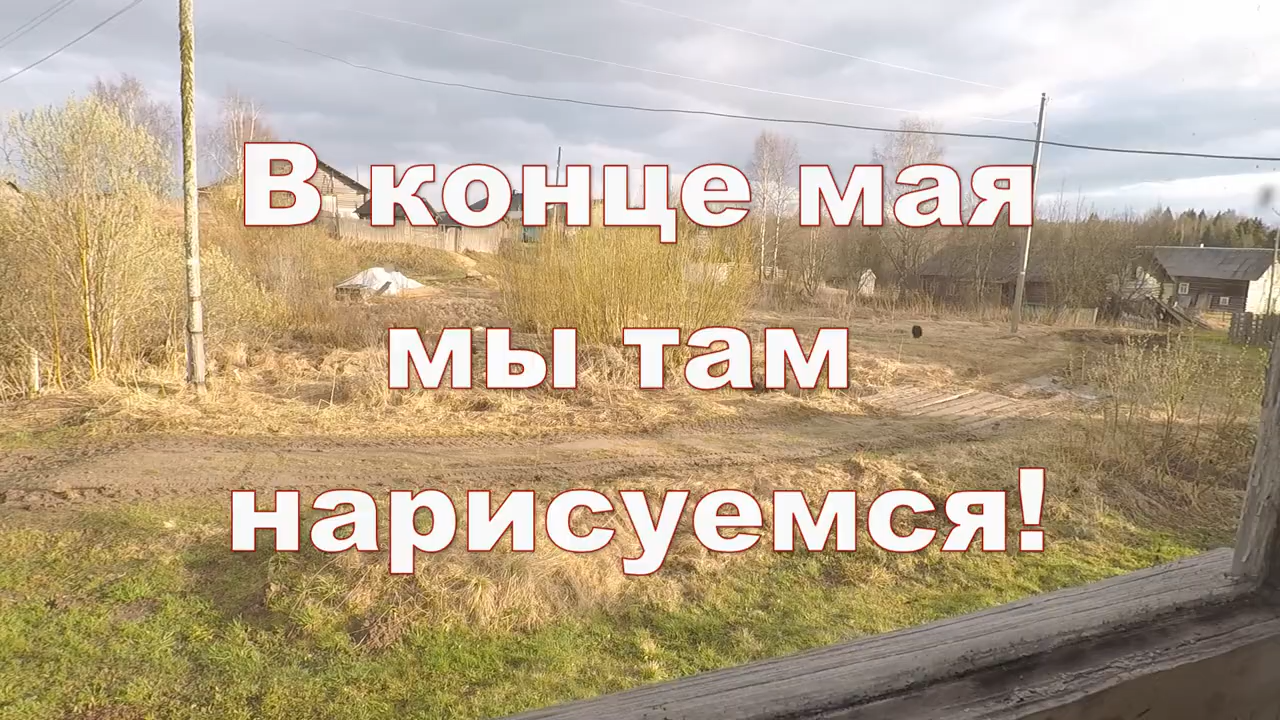 В конце мая
мы там
нарисуемся!